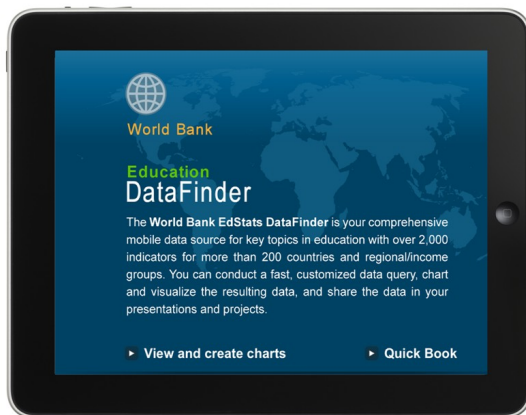 World Bank
Education
DataFinder
The World Bank EdStats DataFinder is your comprehensive
mobile data source for key topics in education with over 2,000
indicators for more than 200 countries and regional/income
groups. You can conduct a fast, customized data query, chart
and visualize the resulting data, and share the data in your
presentations and projects.
View and create charts
Quick Book